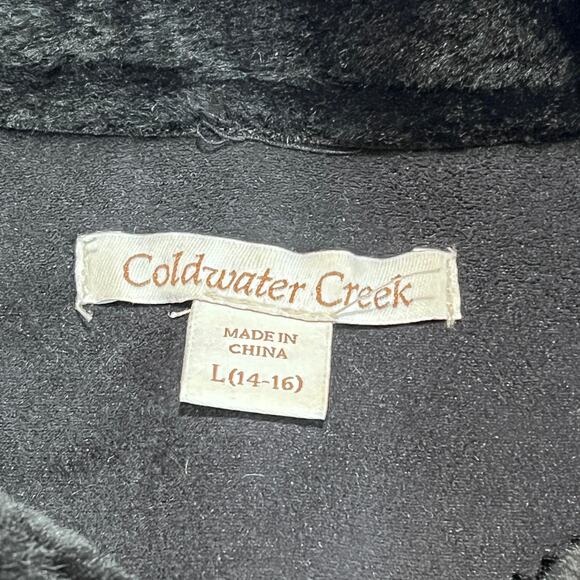 Coldwater Creek
MADE IN
CHINA
L(14-16)